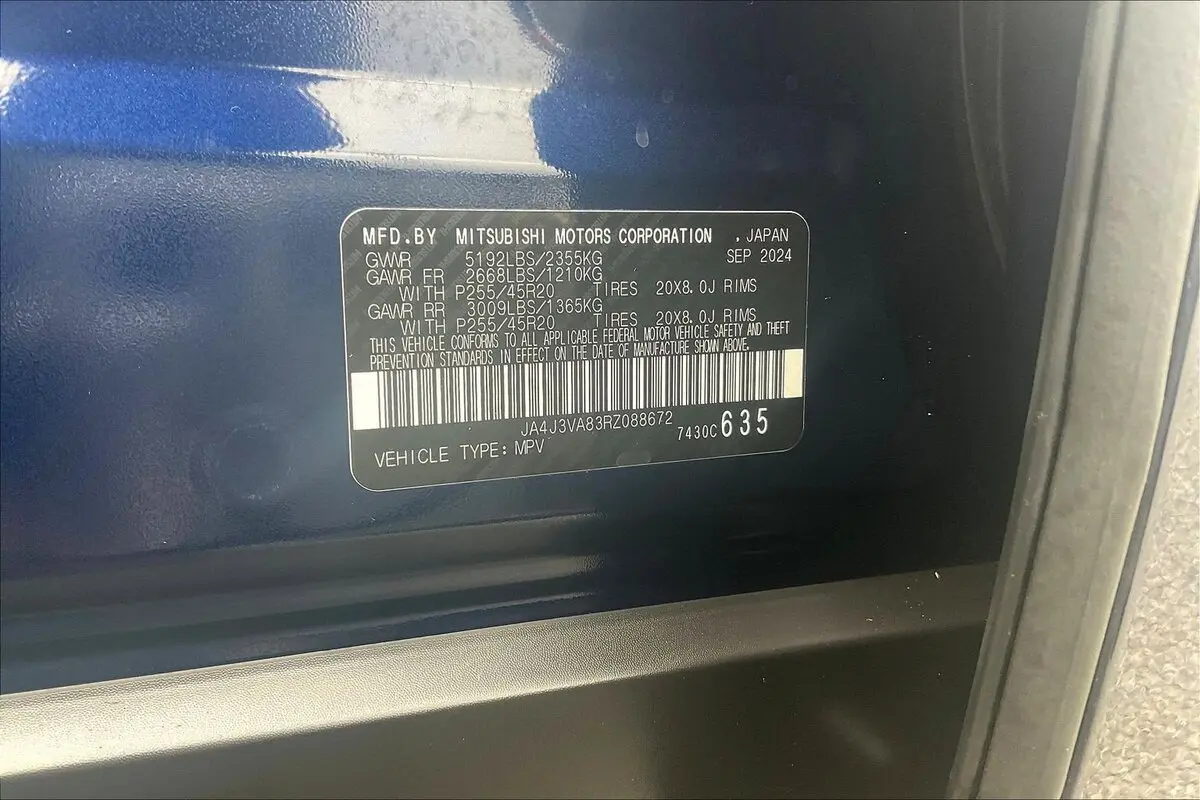 MFD.BY MITSUBISHI MOTORS CORPORATION , JAPAN
GVWR 5192LBS/2355KG SEP 2024
GAWR FR 2668LBS/1210KG
WITH P255/45R20 TIRES 20X8.0J RIMS
GAWR RR 3009LBS/1365KG
WITH P255/45R20 TIRES 20X8.0J RIMS
THIS VEHICLE CONFORMS TO ALL APPLICABLE FEDERAL MOTOR VEHICLE SAFETY AND THEFT
PREVENTION STANDARDS IN EFFECT ON THE DATE OF MANUFACTURE SHOWN ABOVE.
JA4J3VA83RZ088672
7430C 635
VEHICLE TYPE: MPV